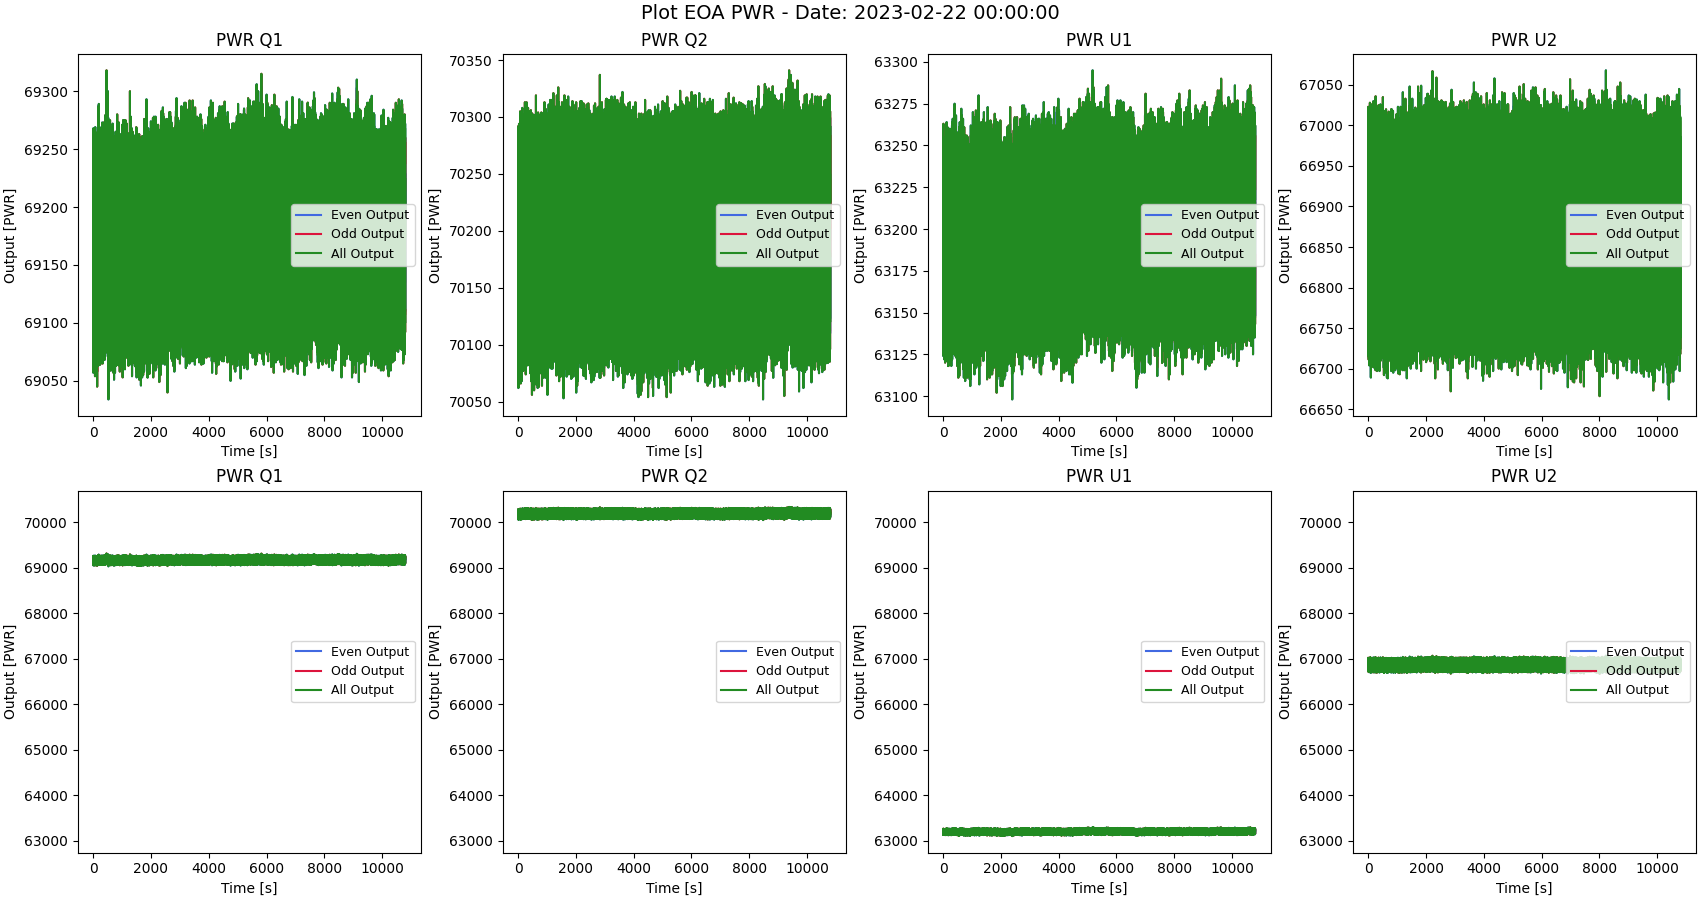 Plot EOA PWR - Date: 2023-02-22 00:00:00
PWR Q1
Output [PWR]
69300
69250
69200
69150
69100
69050
Even Output
Odd Output
All Output
0 2000 4000 6000 8000 10000
Time [s]
PWR Q2
Output [PWR]
70350
70300
70250
70200
70150
70100
70050
Even Output
Odd Output
All Output
0 2000 4000 6000 8000 10000
Time [s]
PWR U1
Output [PWR]
63300
63275
63250
63225
63200
63175
63150
63125
63100
Even Output
Odd Output
All Output
0 2000 4000 6000 8000 10000
Time [s]
PWR U2
Output [PWR]
67050
67000
66950
66900
66850
66800
66750
66700
66650
Even Output
Odd Output
All Output
0 2000 4000 6000 8000 10000
Time [s]
PWR Q1
Output [PWR]
70000
69000
68000
67000
66000
65000
64000
63000
Even Output
Odd Output
All Output
0 2000 4000 6000 8000 10000
Time [s]
PWR Q2
Output [PWR]
70000
69000
68000
67000
66000
65000
64000
63000
Even Output
Odd Output
All Output
0 2000 4000 6000 8000 10000
Time [s]
PWR U1
Output [PWR]
70000
69000
68000
67000
66000
65000
64000
63000
Even Output
Odd Output
All Output
0 2000 4000 6000 8000 10000
Time [s]
PWR U2
Output [PWR]
70000
69000
68000
67000
66000
65000
64000
63000
Even Output
Odd Output
All Output
0 2000 4000 6000 8000 10000
Time [s]